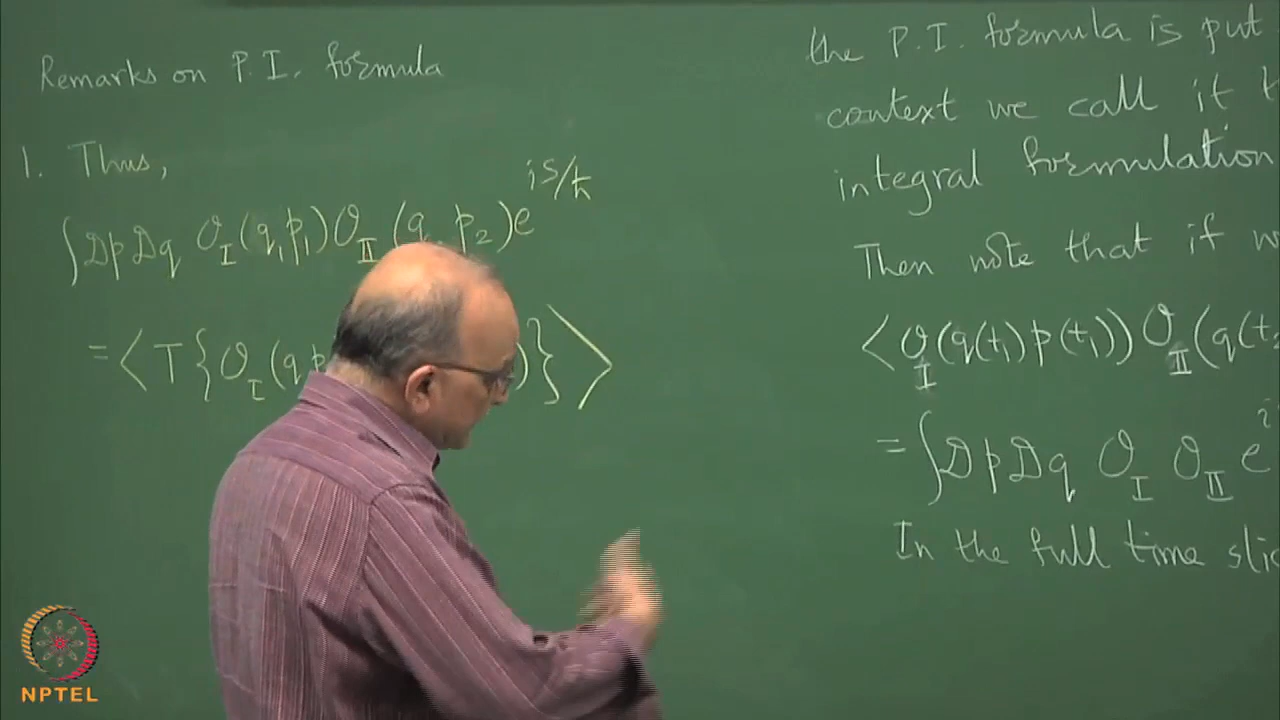 Remarks on P.I. formula
1. Thus,
∫DpDq O_I(q₁p₁)O_II(q p₂)e^{iS/ħ}
= <T{O_I(qp )}>
the P.I. formula is put
context we call it
integral formulation
Then note that if
<O_I(q(t₁)p(t₁))O_II(q(t₂
= ∫DpDq O_I O_II e^i
In the full time
NPTEL